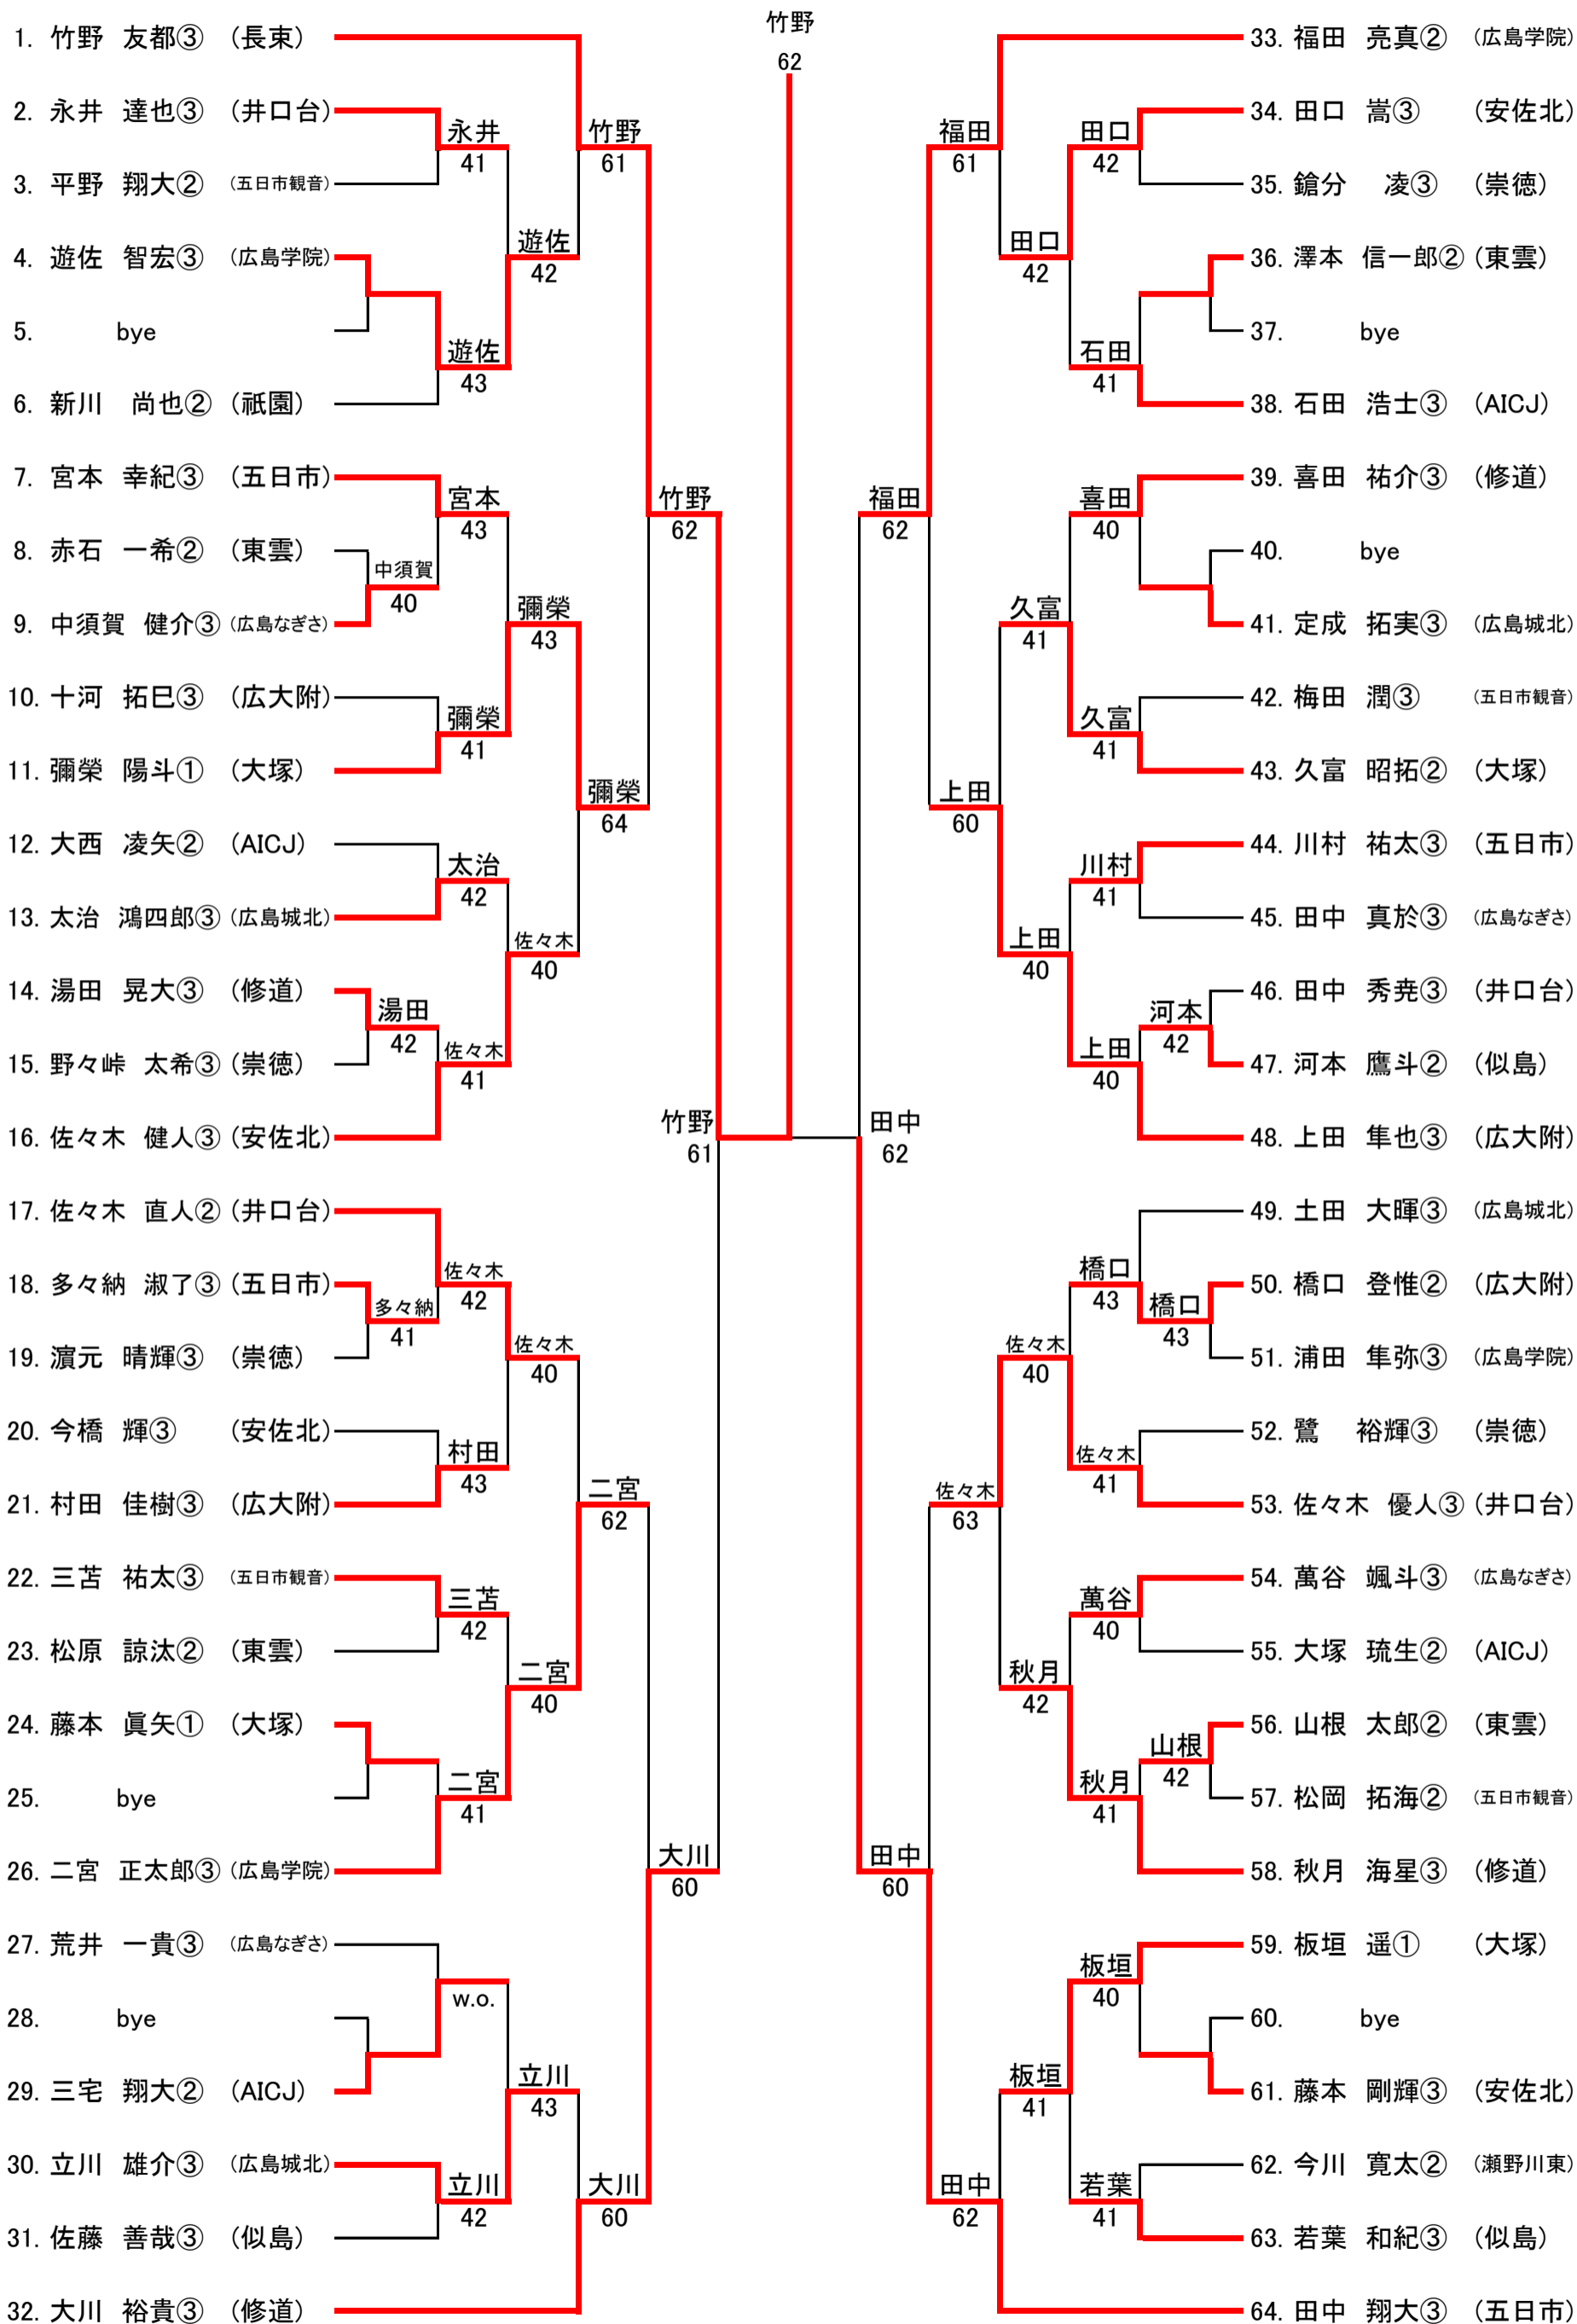 竹野
62
1. 竹野 友都③ (長束)
2. 永井 達也③ (井口台)
3. 平野 翔大② (五日市観音)
4. 遊佐 智宏③ (広島学院)
5. bye
6. 新川 尚也② (祇園)
7. 宮本 幸紀③ (五日市)
8. 赤石 一希② (東雲)
9. 中須賀 健介③ (広島なぎさ)
10. 十河 拓巳③ (広大附)
11. 彌榮 陽斗① (大塚)
12. 大西 凌矢② (AICJ)
13. 太治 鴻四郎③ (広島城北)
14. 湯田 晃大③ (修道)
15. 野々峠 太希③ (崇徳)
16. 佐々木 健人③ (安佐北)
17. 佐々木 直人② (井口台)
18. 多々納 淑了③ (五日市)
19. 濵元 晴輝③ (崇徳)
20. 今橋 輝③ (安佐北)
21. 村田 佳樹③ (広大附)
22. 三苫 祐太③ (五日市観音)
23. 松原 諒汰② (東雲)
24. 藤本 眞矢① (大塚)
25. bye
26. 二宮 正太郎③ (広島学院)
27. 荒井 一貴③ (広島なぎさ)
28. bye
29. 三宅 翔大② (AICJ)
30. 立川 雄介③ (広島城北)
31. 佐藤 善哉③ (似島)
32. 大川 裕貴③ (修道)
中須賀
40
湯田
42
多々納
41
永井
41
遊佐
43
宮本
43
彌榮
41
太治
42
佐々木
41
佐々木
42
村田
43
三苫
42
二宮
41
w.o.
立川
42
遊佐
42
彌榮
43
佐々木
40
佐々木
40
二宮
40
立川
43
竹野
61
彌榮
64
二宮
62
大川
60
竹野
62
大川
60
竹野
61
田中
62
福田
62
田中
60
福田
61
上田
60
佐々木
63
田中
62
田口
42
久富
41
上田
40
佐々木
40
秋月
42
板垣
41
田口
42
石田
41
喜田
40
久富
41
川村
41
上田
40
橋口
43
佐々木
41
萬谷
40
秋月
41
板垣
40
若葉
41
河本
42
橋口
43
山根
42
33. 福田 亮真② (広島学院)
34. 田口 嵩③ (安佐北)
35. 鎗分 凌③ (崇徳)
36. 澤本 信一郎② (東雲)
37. bye
38. 石田 浩士③ (AICJ)
39. 喜田 祐介③ (修道)
40. bye
41. 定成 拓実③ (広島城北)
42. 梅田 潤③ (五日市観音)
43. 久富 昭拓② (大塚)
44. 川村 祐太③ (五日市)
45. 田中 真於③ (広島なぎさ)
46. 田中 秀尭③ (井口台)
47. 河本 鷹斗② (似島)
48. 上田 隼也③ (広大附)
49. 土田 大暉③ (広島城北)
50. 橋口 登惟② (広大附)
51. 浦田 隼弥③ (広島学院)
52. 鷺 裕輝③ (崇徳)
53. 佐々木 優人③ (井口台)
54. 萬谷 颯斗③ (広島なぎさ)
55. 大塚 琉生② (AICJ)
56. 山根 太郎② (東雲)
57. 松岡 拓海② (五日市観音)
58. 秋月 海星③ (修道)
59. 板垣 遥① (大塚)
60. bye
61. 藤本 剛輝③ (安佐北)
62. 今川 寛太② (瀬野川東)
63. 若葉 和紀③ (似島)
64. 田中 翔大③ (五日市)